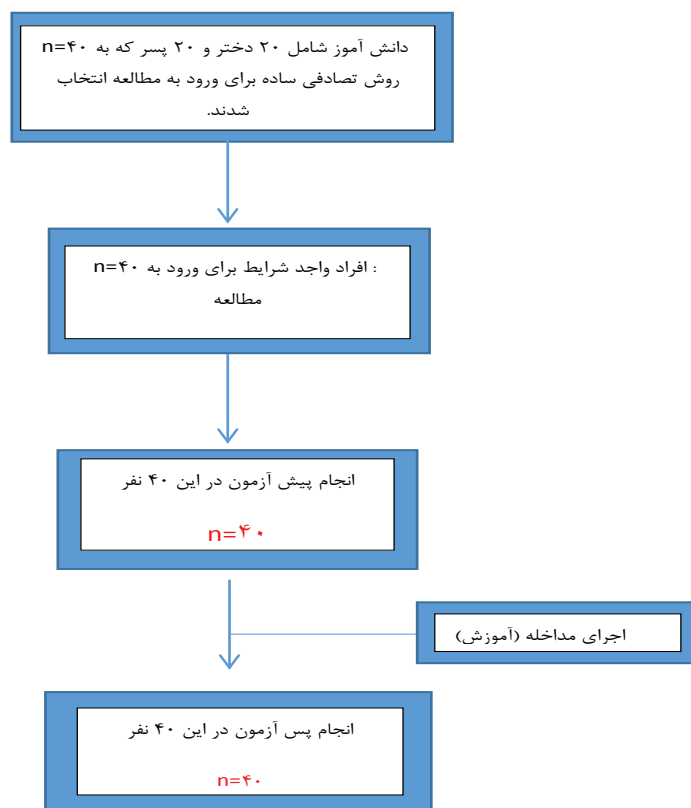 n=۴۰ دانش آموز شامل ۲۰ دختر و ۲۰ پسر که به
روش تصادفی ساده برای ورود به مطالعه انتخاب
شدند.
n=۴۰ : افراد واجد شرایط برای ورود به
مطالعه
انجام پیش آزمون در این ۴۰ نفر
n=۴۰
اجرای مداخله (آموزش)
انجام پس آزمون در این ۴۰ نفر
n=۴۰